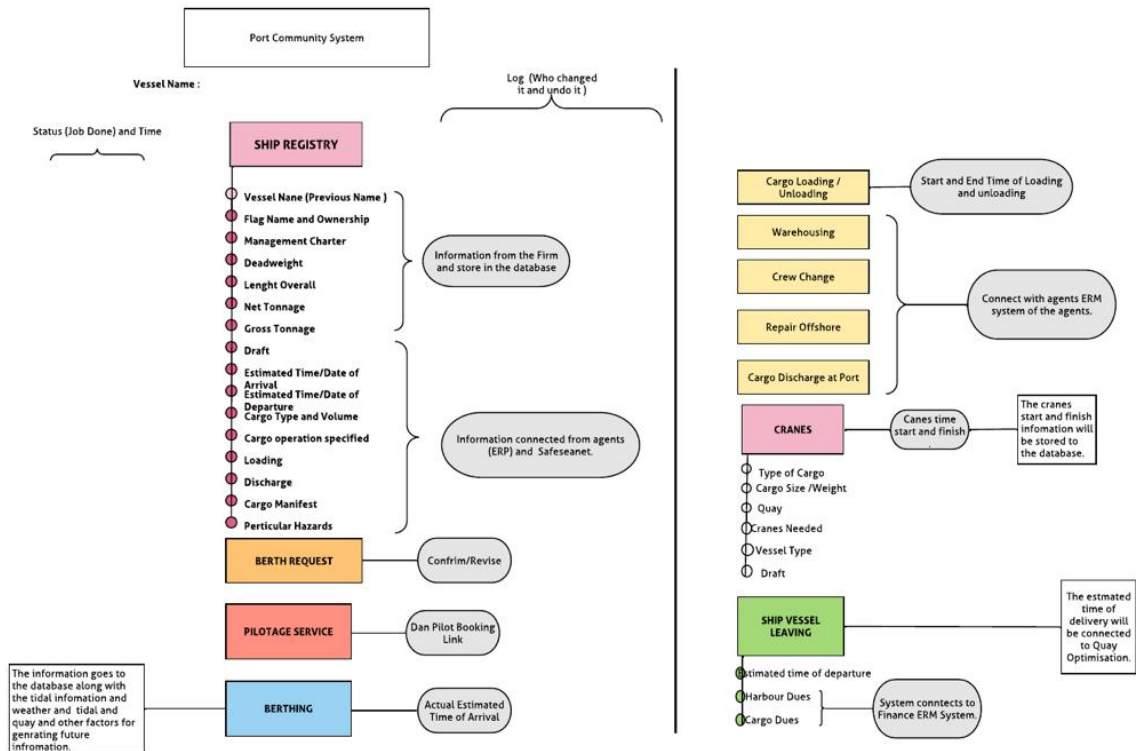 Port Community System
Vessel Name :
Log (Who changed
it and undo it )
Status (Job Done) and Time
SHIP REGISTRY
Vessel Nane (Previous Name )
Flag Name and Ownership
Management Charter
Deadweight
Lenght Overall
Net Tonnage
Gross Tonnage
Information from the Firm
and store in the database
Draft
Estimated Time/Date of
Arrival
Estimated Time/Date of
Departure
Cargo Type and Volume
Cargo operation specified
Loading
Discharge
Cargo Manifest
Perticular Hazards
Information connected from agents
(ERP) and Safeseanet.
BERTH REQUEST
Confrim/Revise
PILOTAGE SERVICE
Dan Pilot Booking
Link
The information goes to
the database along with
the tidal infomation and
weather and tidal and
quay and other factors for
genrating future
infromation.
BERTHING
Actual Estimated
Time of Arrival
Cargo Loading /
Unloading
Start and End Time of Loading
and unloading
Warehousing
Crew Change
Repair Offshore
Cargo Discharge at Port
Connect with agents ERM
system of the agents.
CRANES
Canes time
start and finish
.
The cranes
start and finish
infomation will
be stored to
the database.
Type of Cargo
Cargo Size /Weight
Quay
Cranes Needed
Vessel Type
Draft
SHIP VESSEL
LEAVING
The estmated
time of
delivery will
be connected
to Quay
Optimisation.
Estimated time of departure
Harbour Dues
Cargo Dues
System conntects to
Finance ERM System.